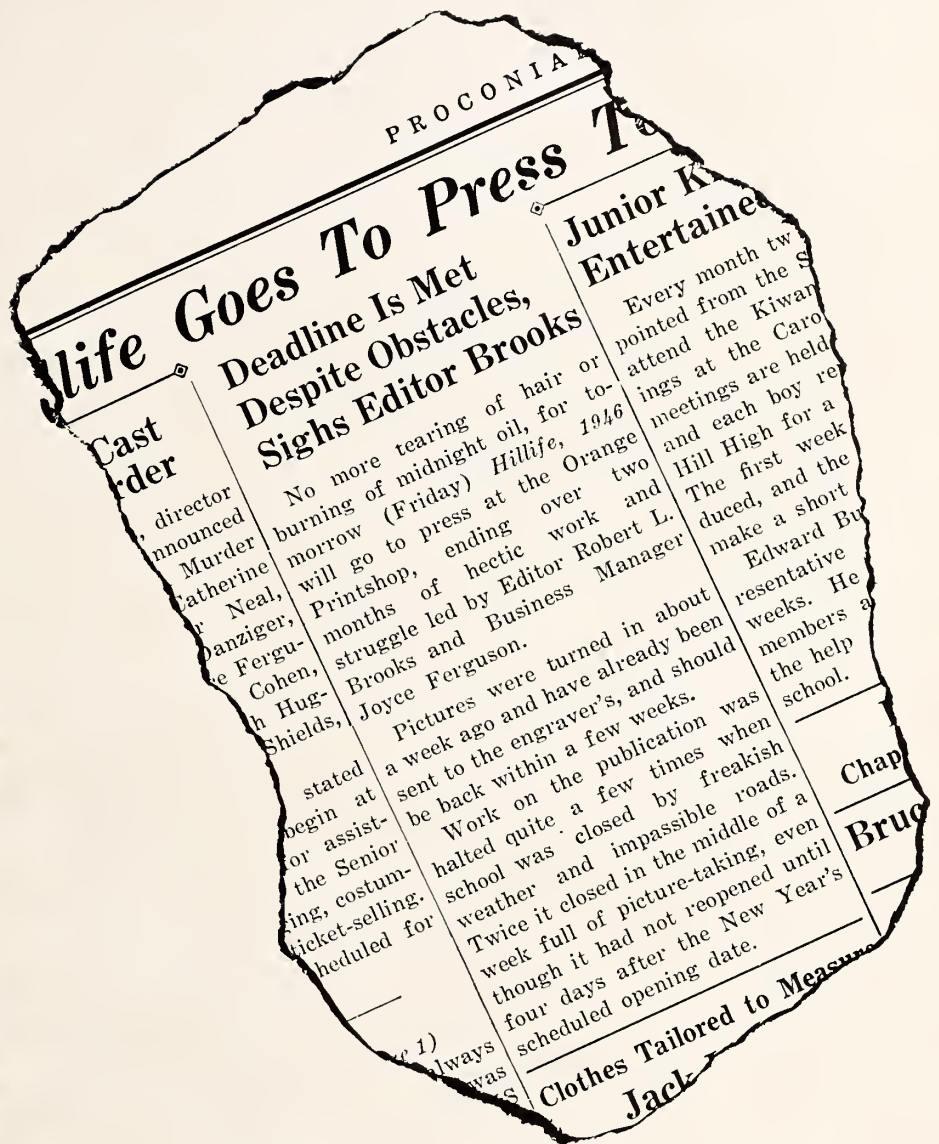 PROCONIA
life Goes To Press To
Cast
rder
, director
nnounced
Murder
Catherine
r Neal,
Danziger,
e Fergu-
Cohen,
h Hug-
Shields,
stated
begin at
or assist-
the Senior
ing, costum-
ticket-selling.
heduled for
e 1)
always
was
Deadline Is Met
Despite Obstacles,
Sighs Editor Brooks
No more tearing of hair or
burning of midnight oil, for to-
morrow (Friday) Hillife, 1946
will go to press at the Orange
Printshop, ending over two
months of hectic work and
struggle led by Editor Robert L.
Brooks and Business Manager
Joyce Ferguson.
Pictures were turned in about
a week ago and have already been
sent to the engraver's, and should
be back within a few weeks.
Work on the publication was
halted quite a few times when
school was closed by freakish
weather and impassible roads.
Twice it closed in the middle of a
week full of picture-taking, even
though it had not reopened until
four days after the New Year's
scheduled opening date.
Clothes Tailored to Measure
Jack
Junior K
Entertained
Every month tw
pointed from the S
attend the Kiwan
ings at the Caro
meetings are held
and each boy re
Hill High for a
The first week
duced, and the
make a short
Edward Bu
resentative
weeks. He
members a
the help
school.
Chap
Bruc